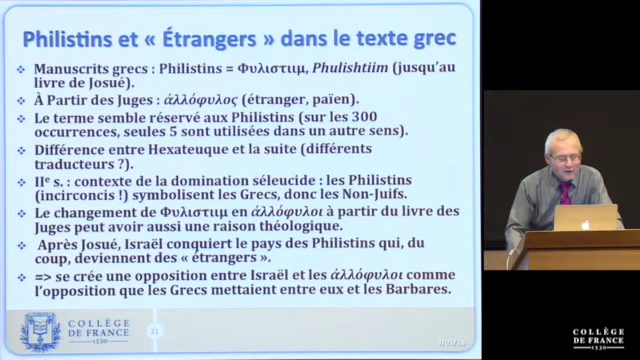 Philistins et « Étrangers » dans le texte grec
Manuscrits grecs : Philistins = Φυλιστιιμ, Phulishtiim (jusqu'au
livre de Josué).
À Partir des Juges : ἀλλόφυλος (étranger, païen).
Le terme semble réservé aux Philistins (sur les 300
occurrences, seules 5 sont utilisées dans un autre sens).
Différence entre Hexateuque et la suite (différents
traducteurs ?).
IIe s. : contexte de la domination séleucide : les Philistins
(incirconcis !) symbolisent les Grecs, donc les Non-Juifs.
Le changement de Φυλιστιιμ en ἀλλόφυλοι à partir du livre des
Juges peut avoir aussi une raison théologique.
Après Josué, Israël conquiert le pays des Philistins qui, du
coup, deviennent des « étrangers ».
=> se crée une opposition entre Israël et les ἀλλόφυλοι comme
l'opposition que les Grecs mettaient entre eux et les Barbares.
COLLÈGE
DE FRANCE
1530
31
COLLÈGE
DE FRANCE
1530